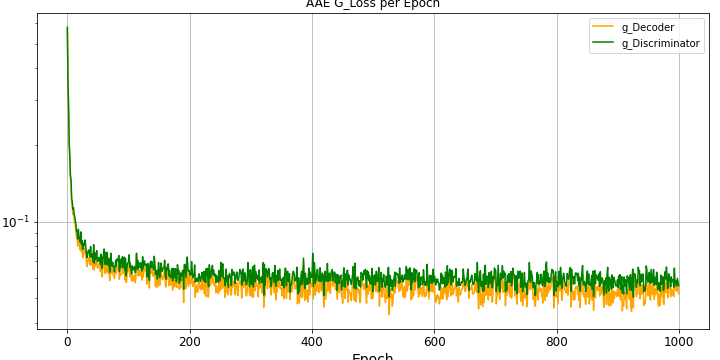 AAE G_Loss per Epoch
g_Decoder
g_Discriminator
10⁻¹
0 200 400 600 800 1000
Epoch